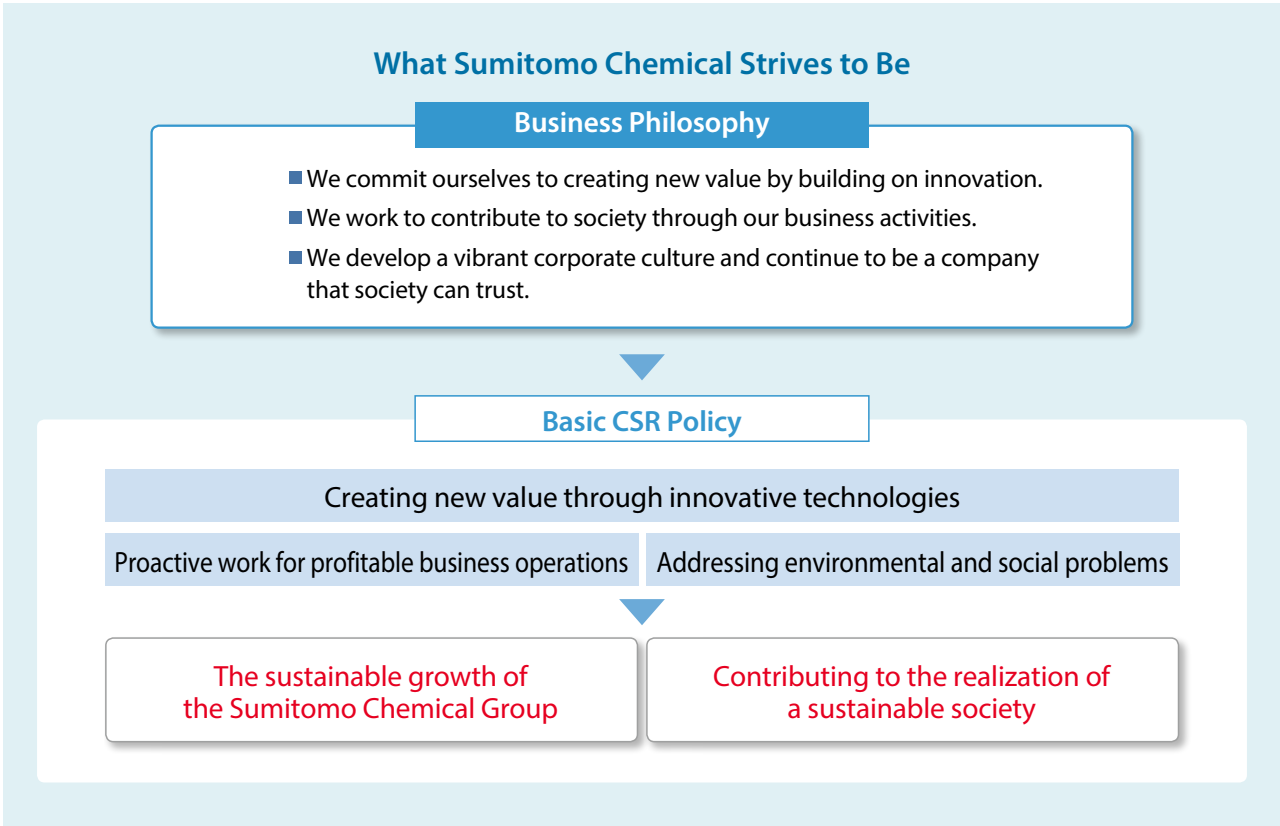 What Sumitomo Chemical Strives to Be
Business Philosophy
We commit ourselves to creating new value by building on innovation.
We work to contribute to society through our business activities.
We develop a vibrant corporate culture and continue to be a company
that society can trust.
Basic CSR Policy
Creating new value through innovative technologies
Proactive work for profitable business operations
Addressing environmental and social problems
The sustainable growth of
the Sumitomo Chemical Group
Contributing to the realization of
a sustainable society